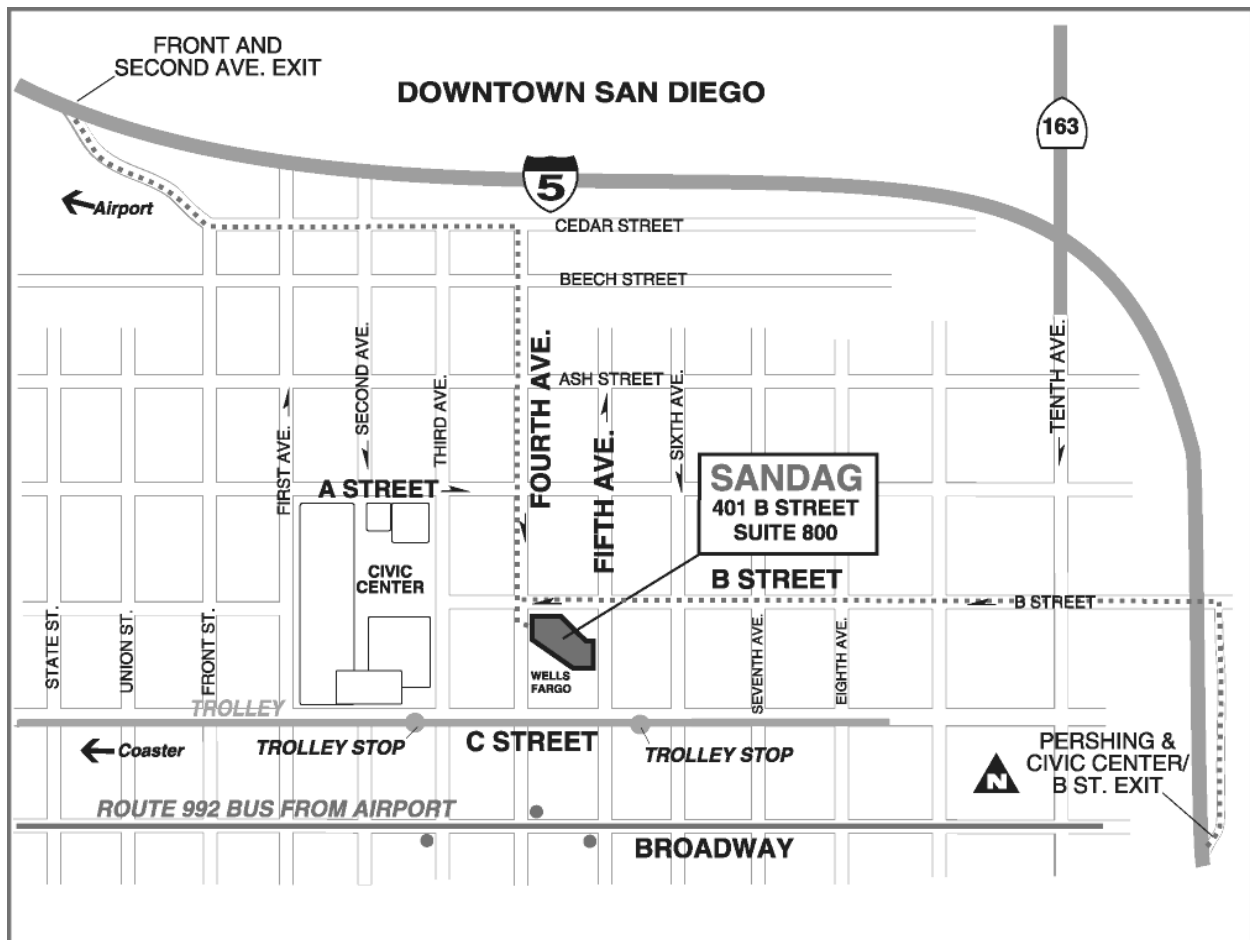 FRONT AND
SECOND AVE. EXIT
DOWNTOWN SAN DIEGO
163
5
Airport
CEDAR STREET
BEECH STREET
ASH STREET
FIRST AVE.
SECOND AVE.
THIRD AVE.
FOURTH AVE.
FIFTH AVE.
SIXTH AVE.
TENTH AVE.
A STREET
SANDAG
401 B STREET
SUITE 800
CIVIC
CENTER
B STREET
B STREET
STATE ST.
UNION ST.
FRONT ST.
WELLS
FARGO
SEVENTH AVE.
EIGHTH AVE.
TROLLEY
TROLLEY STOP
C STREET
TROLLEY STOP
Coaster
N
PERSHING &
CIVIC CENTER/
B ST. EXIT
ROUTE 992 BUS FROM AIRPORT
BROADWAY